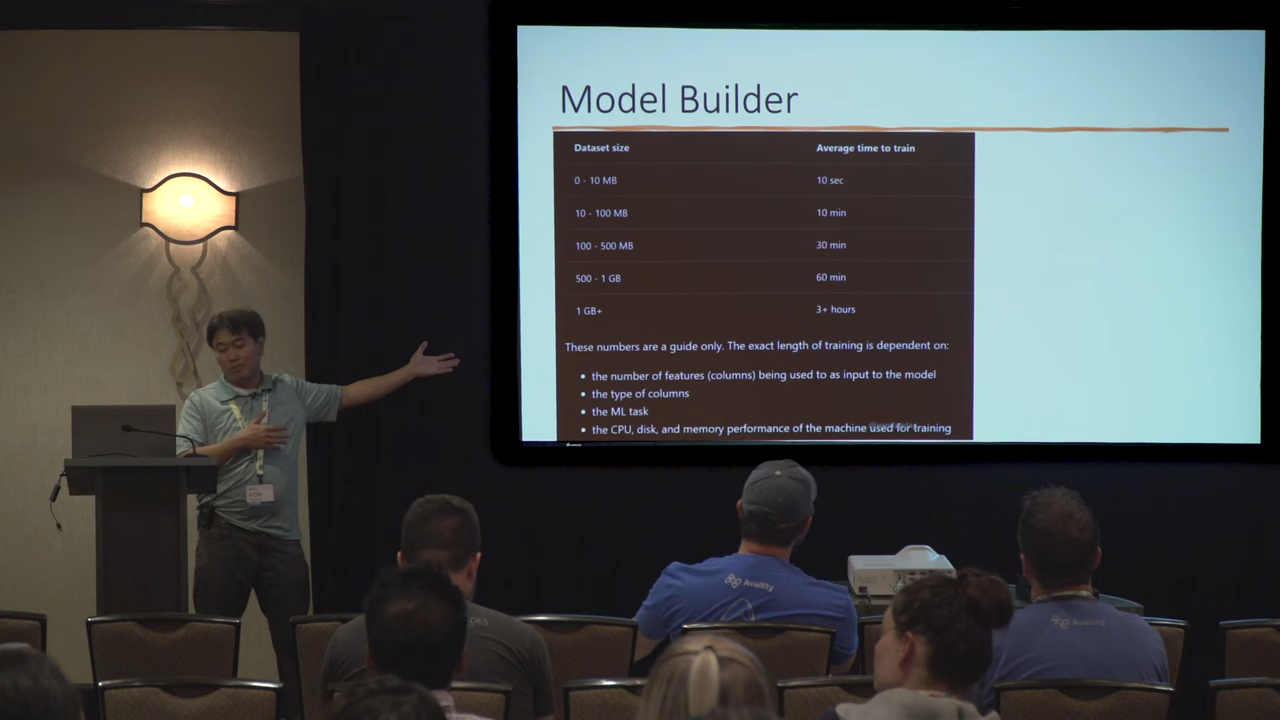 Model Builder
Dataset size Average time to train
0 - 10 MB 10 sec
10 - 100 MB 10 min
100 - 500 MB 30 min
500 - 1 GB 60 min
1 GB+ 3+ hours
These numbers are a guide only. The exact length of training is dependent on:
• the number of features (columns) being used to as input to the model
• the type of columns
• the ML task
• the CPU, disk, and memory performance of the machine used for training
Availity
Availity